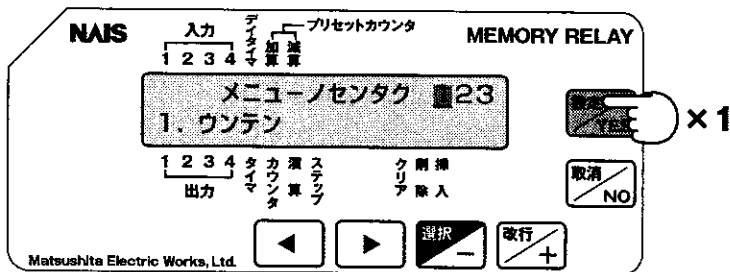 NAIS
MEMORY RELAY
入力
1 2 3 4
デイタイマ
加算
減算
プリセットカウンタ
メニューノセンタク 23
1. ウンテン
1 2 3 4
出力
タイマ
カウンタ
演算
ステップ
クリア
削除
挿入
×1
取消/NO
◀
▶
選択/−
改行/+
Matsushita Electric Works, Ltd.